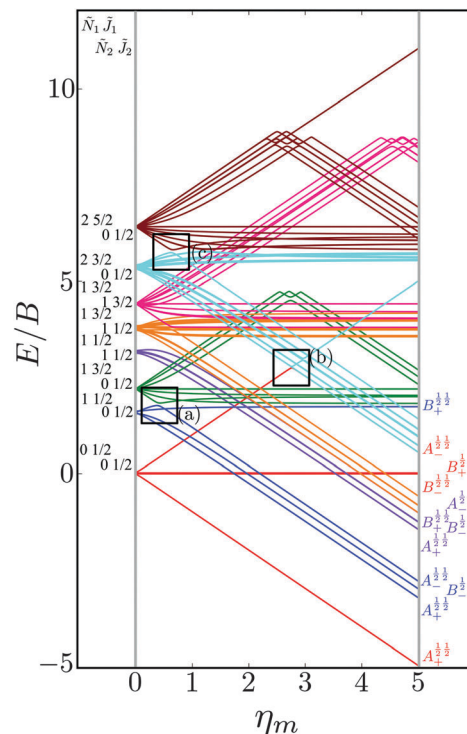 Ñ₁ J̃₁
Ñ₂ J̃₂
10
2 5/2
0 1/2
(c)
2 3/2
0 1/2
1 3/2
5
1 3/2
1 3/2
1 1/2
1 1/2
1 1/2
(b)
1 3/2
0 1/2
1 1/2
0 1/2
(a)
B₊^{½ ½}
A₋^{½ ½}
0 1/2
B₊^{½}
0 1/2
0
B₋^{½ ½}
A₋^{½}
B₊^{½ ½} B₋^{½}
A₊^{½ ½}
A₋^{½ ½} B₋^{½}
A₊^{½ ½}
A₊^{½ ½}
−5
0 1 2 3 4 5
E/B
η_m